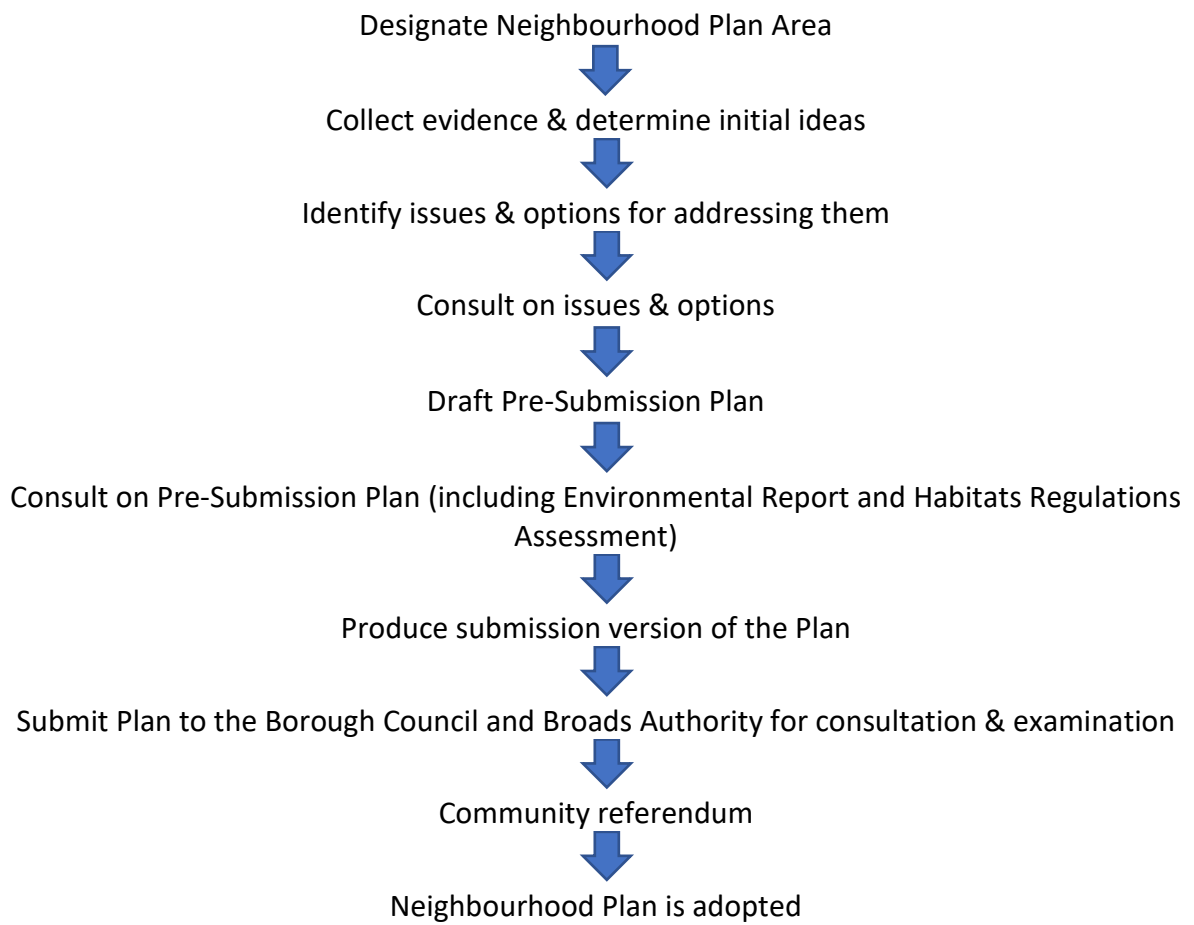 Designate Neighbourhood Plan Area
Collect evidence & determine initial ideas
Identify issues & options for addressing them
Consult on issues & options
Draft Pre-Submission Plan
Consult on Pre-Submission Plan (including Environmental Report and Habitats Regulations
Assessment)
Produce submission version of the Plan
Submit Plan to the Borough Council and Broads Authority for consultation & examination
Community referendum
Neighbourhood Plan is adopted